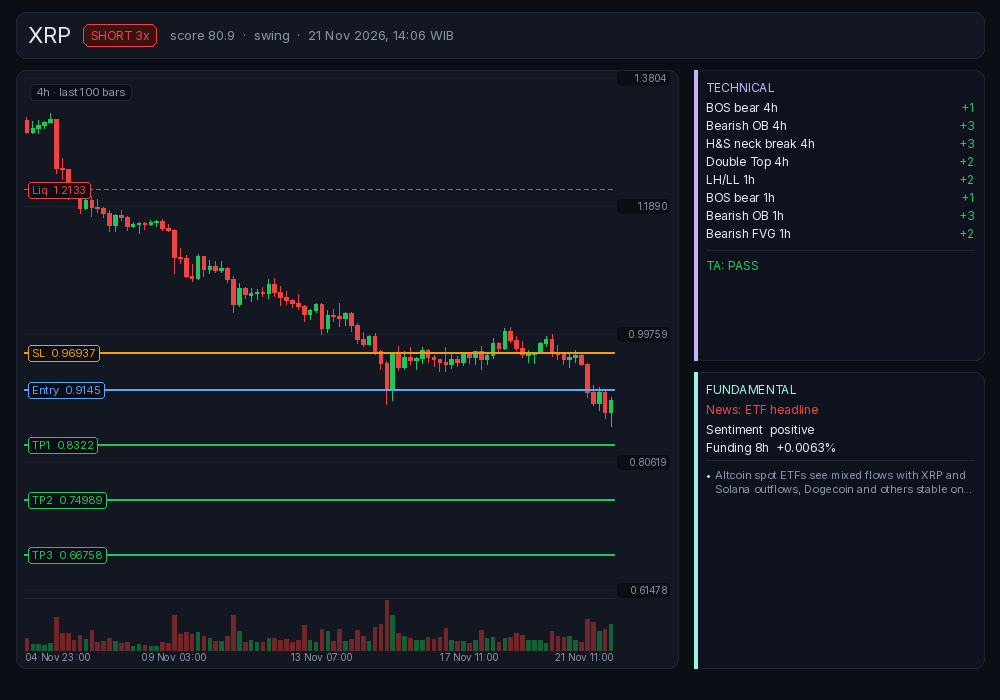 XRP SHORT 3x score 80.9 · swing · 21 Nov 2026, 14:06 WIB
4h · last 100 bars
1.3804
Liq 1.2133
1.1890
0.99759
SL 0.96937
Entry 0.9145
TP1 0.8322
0.80619
TP2 0.74989
TP3 0.66758
0.61478
04 Nov 23:00 09 Nov 03:00 13 Nov 07:00 17 Nov 11:00 21 Nov 11:00
TECHNICAL
BOS bear 4h +1
Bearish OB 4h +3
H&S neck break 4h +3
Double Top 4h +2
LH/LL 1h +2
BOS bear 1h +1
Bearish OB 1h +3
Bearish FVG 1h +2
TA: PASS
FUNDAMENTAL
News: ETF headline
Sentiment positive
Funding 8h +0.0063%
• Altcoin spot ETFs see mixed flows with XRP and
Solana outflows, Dogecoin and others stable on…